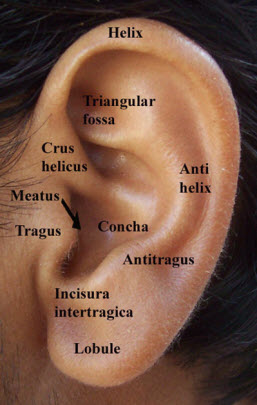 Helix
Triangular
fossa
Crus
helicus
Anti
helix
Meatus
Tragus
Concha
Antitragus
Incisura
intertragica
Lobule